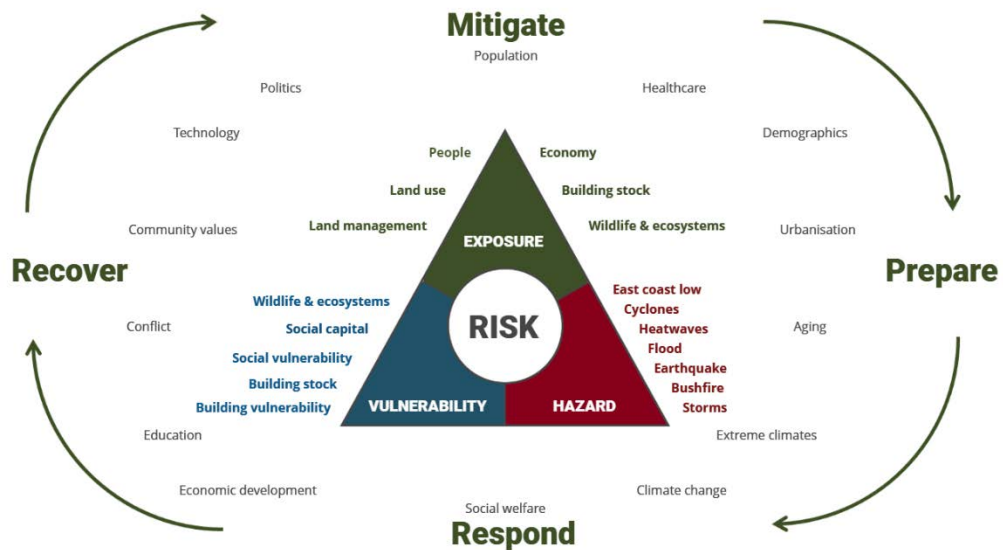 Mitigate
Population
Politics
Healthcare
Technology
Demographics
People
Economy
Land use
Building stock
Land management
Wildlife & ecosystems
Community values
Urbanisation
EXPOSURE
Recover
Prepare
Wildlife & ecosystems
Social capital
Social vulnerability
Building stock
Building vulnerability
RISK
East coast low
Cyclones
Heatwaves
Flood
Earthquake
Bushfire
Storms
Conflict
Aging
VULNERABILITY
HAZARD
Education
Extreme climates
Economic development
Climate change
Social welfare
Respond